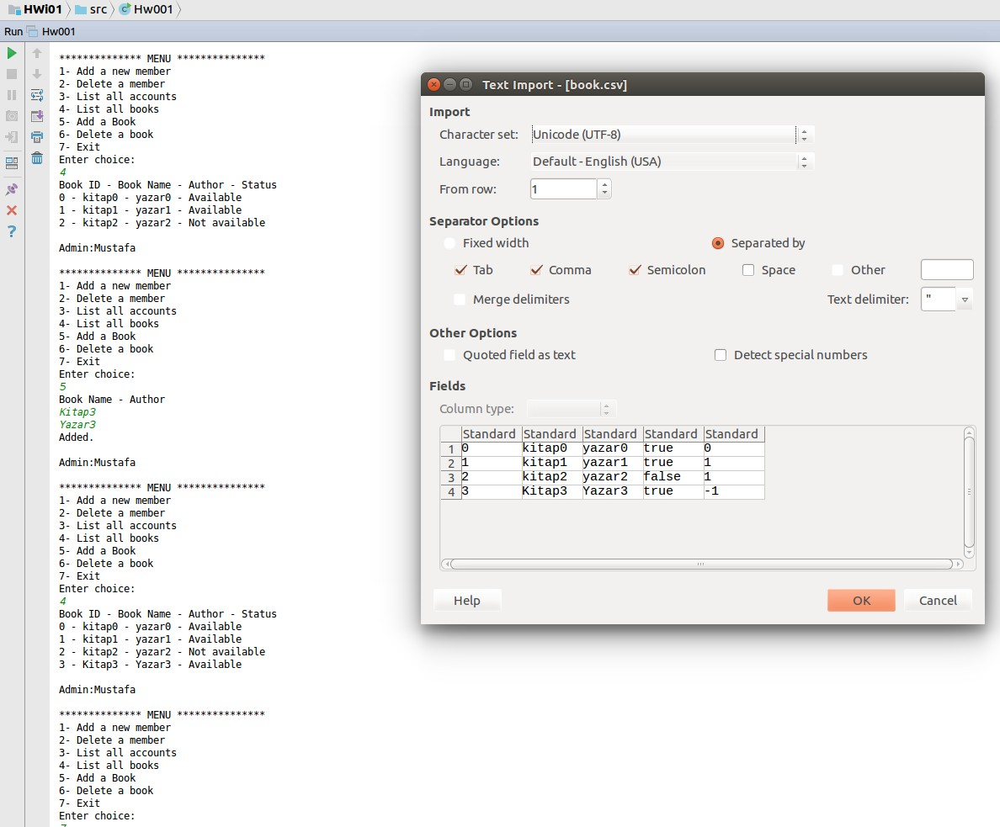 HWi01 src Hw001
Run Hw001
************** MENU ***************
1- Add a new member
2- Delete a member
3- List all accounts
4- List all books
5- Add a Book
6- Delete a book
7- Exit
Enter choice:
4
Book ID - Book Name - Author - Status
0 - kitap0 - yazar0 - Available
1 - kitap1 - yazar1 - Available
2 - kitap2 - yazar2 - Not available
Admin:Mustafa
************** MENU ***************
1- Add a new member
2- Delete a member
3- List all accounts
4- List all books
5- Add a Book
6- Delete a book
7- Exit
Enter choice:
5
Book Name - Author
Kitap3
Yazar3
Added.
Admin:Mustafa
************** MENU ***************
1- Add a new member
2- Delete a member
3- List all accounts
4- List all books
5- Add a Book
6- Delete a book
7- Exit
Enter choice:
4
Book ID - Book Name - Author - Status
0 - kitap0 - yazar0 - Available
1 - kitap1 - yazar1 - Available
2 - kitap2 - yazar2 - Not available
3 - Kitap3 - Yazar3 - Available
Admin:Mustafa
************** MENU ***************
1- Add a new member
2- Delete a member
3- List all accounts
4- List all books
5- Add a Book
6- Delete a book
7- Exit
Enter choice:
Text Import - [book.csv]
Import
Character set: Unicode (UTF-8)
Language: Default - English (USA)
From row: 1
Separator Options
Fixed width Separated by
Tab Comma Semicolon Space Other
Merge delimiters Text delimiter: "
Other Options
Quoted field as text Detect special numbers
Fields
Column type:
Standard Standard Standard Standard Standard
1 0 kitap0 yazar0 true 0
2 1 kitap1 yazar1 true 1
3 2 kitap2 yazar2 false 1
4 3 Kitap3 Yazar3 true -1
Help OK Cancel